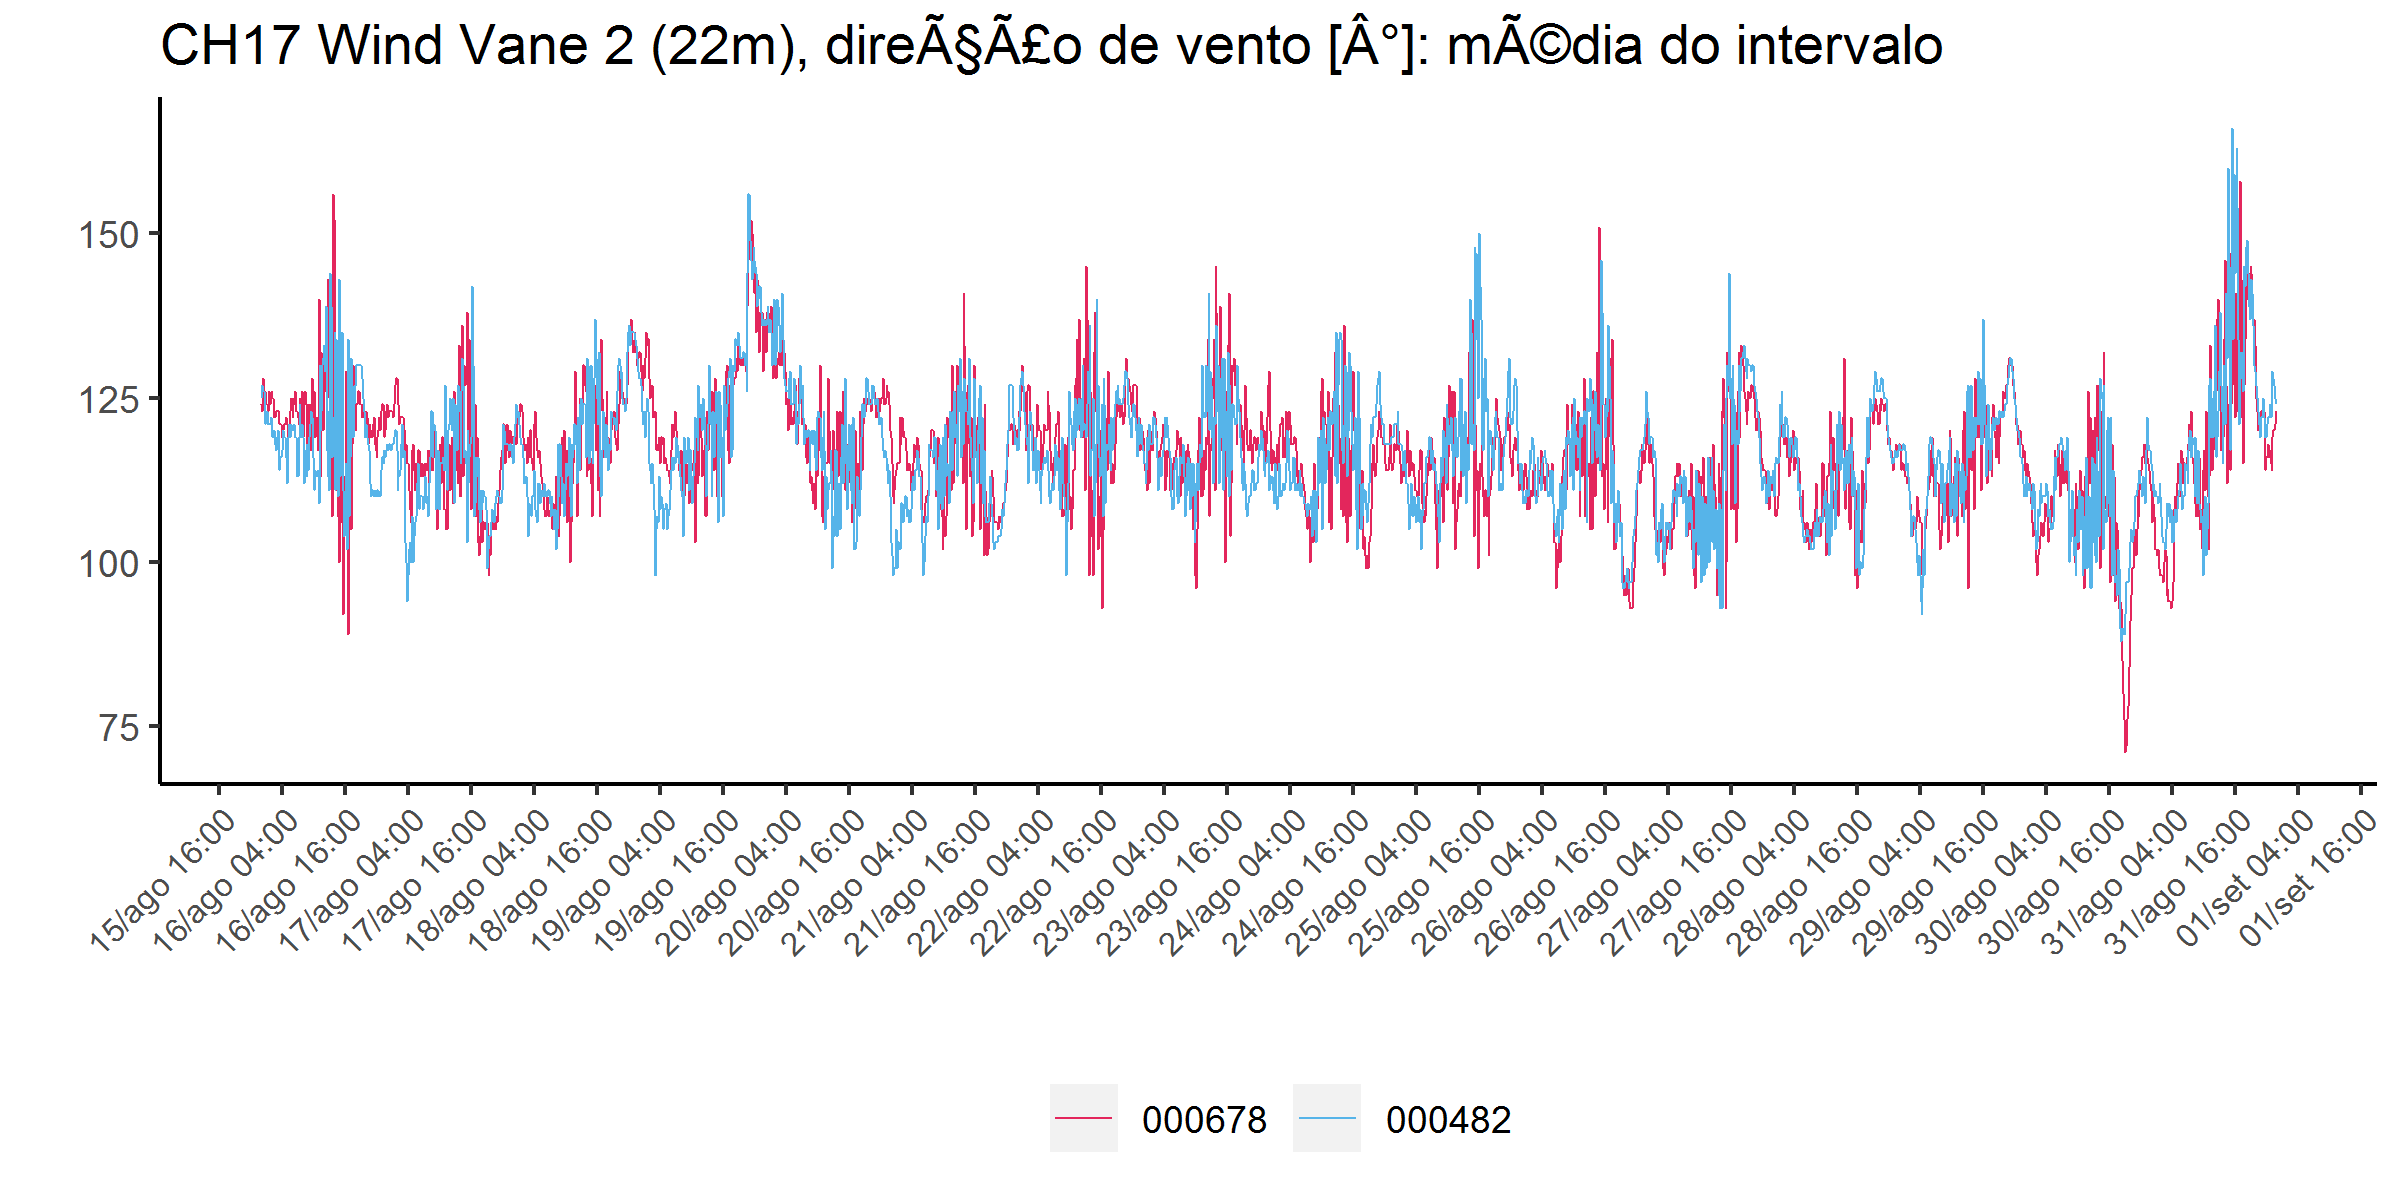 CH17 Wind Vane 2 (22m), direÃ§Ã£o de vento [Â°]: mÃ©dia do intervalo
150
125
100
75
15/ago 16:00
16/ago 04:00
16/ago 16:00
17/ago 04:00
17/ago 16:00
18/ago 04:00
18/ago 16:00
19/ago 04:00
19/ago 16:00
20/ago 04:00
20/ago 16:00
21/ago 04:00
21/ago 16:00
22/ago 04:00
22/ago 16:00
23/ago 04:00
23/ago 16:00
24/ago 04:00
24/ago 16:00
25/ago 04:00
25/ago 16:00
26/ago 04:00
26/ago 16:00
27/ago 04:00
27/ago 16:00
28/ago 04:00
28/ago 16:00
29/ago 04:00
29/ago 16:00
30/ago 04:00
30/ago 16:00
31/ago 04:00
31/ago 16:00
01/set 04:00
01/set 16:00
000678
000482